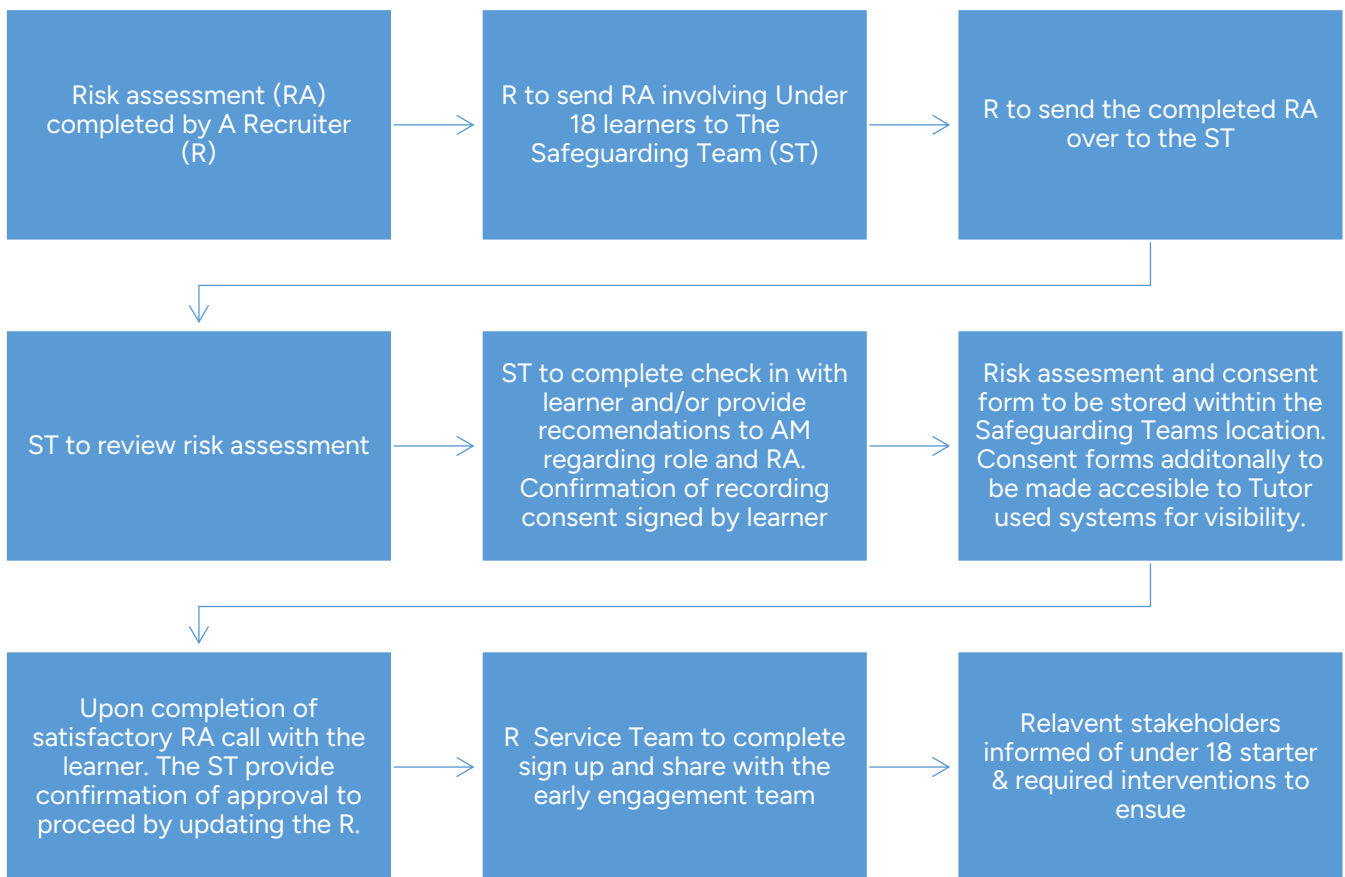 Risk assessment (RA)
completed by A Recruiter
(R)
R to send RA involving Under
18 learners to The
Safeguarding Team (ST)
R to send the completed RA
over to the ST
ST to review risk assessment
ST to complete check in with
learner and/or provide
recomendations to AM
regarding role and RA.
Confirmation of recording
consent signed by learner
Risk assesment and consent
form to be stored withtin the
Safeguarding Teams location.
Consent forms additonally to
be made accesible to Tutor
used systems for visibility.
Upon completion of
satisfactory RA call with the
learner. The ST provide
confirmation of approval to
proceed by updating the R.
R  Service Team to complete
sign up and share with the
early engagement team
Relavent stakeholders
informed of under 18 starter
& required interventions to
ensue